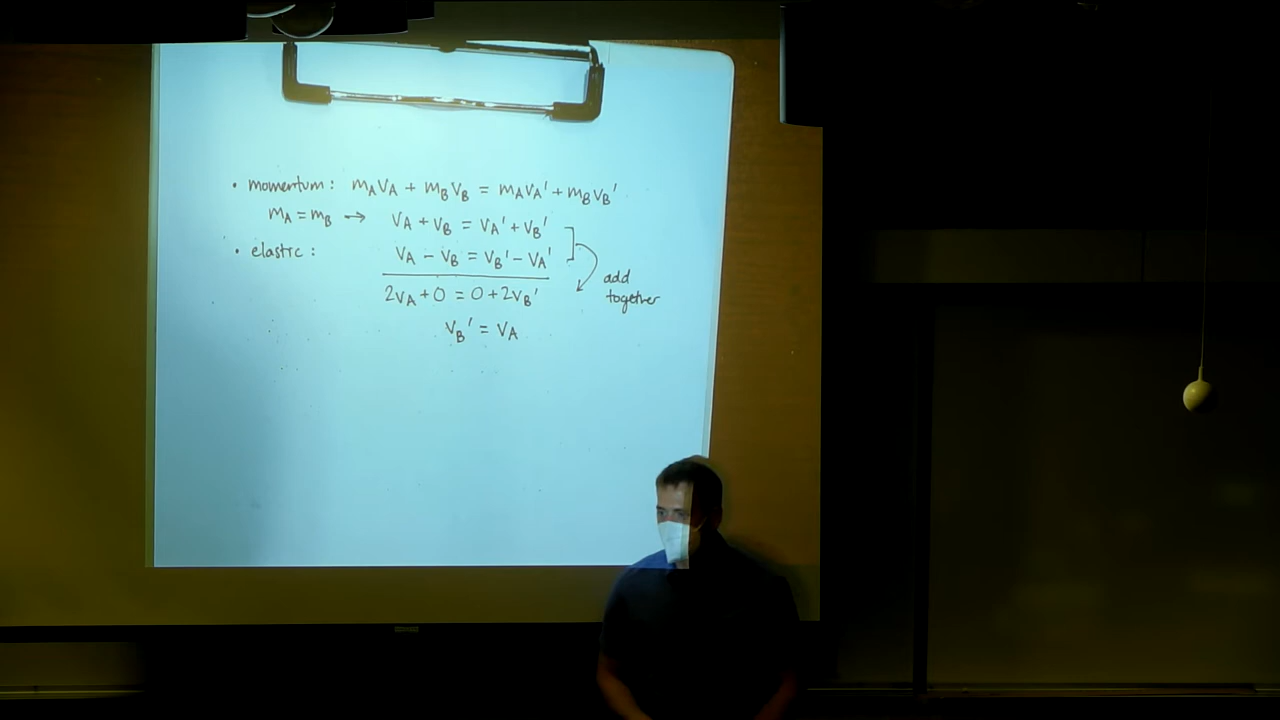 • momentum: mAVA + mBVB = mAVA' + mBVB'
mA = mB → VA + VB = VA' + VB'
• elastic: VA - VB = VB' - VA'
add
together
2VA + 0 = 0 + 2VB'
VB' = VA